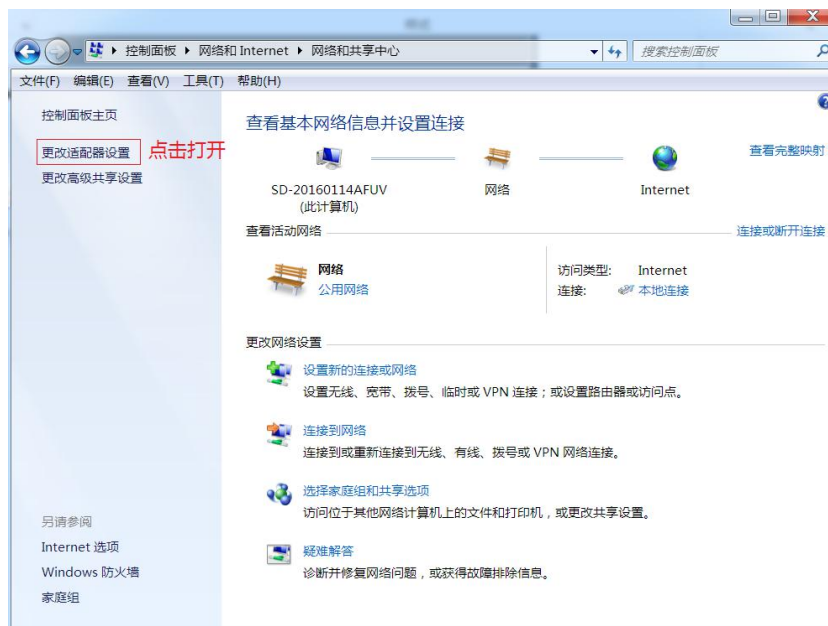 控制面板 ▸ 网络和 Internet ▸ 网络和共享中心
搜索控制面板
文件(F) 编辑(E) 查看(V) 工具(T) 帮助(H)
控制面板主页
更改适配器设置 点击打开
更改高级共享设置
查看基本网络信息并设置连接
查看完整映射
SD-20160114AFUV 网络 Internet
(此计算机)
查看活动网络 连接或断开连接
网络 访问类型: Internet
公用网络 连接: 本地连接
更改网络设置
设置新的连接或网络
设置无线、宽带、拨号、临时或 VPN 连接；或设置路由器或访问点。
连接到网络
连接到或重新连接到无线、有线、拨号或 VPN 网络连接。
选择家庭组和共享选项
访问位于其他网络计算机上的文件和打印机，或更改共享设置。
疑难解答
诊断并修复网络问题，或获得故障排除信息。
另请参阅
Internet 选项
Windows 防火墙
家庭组